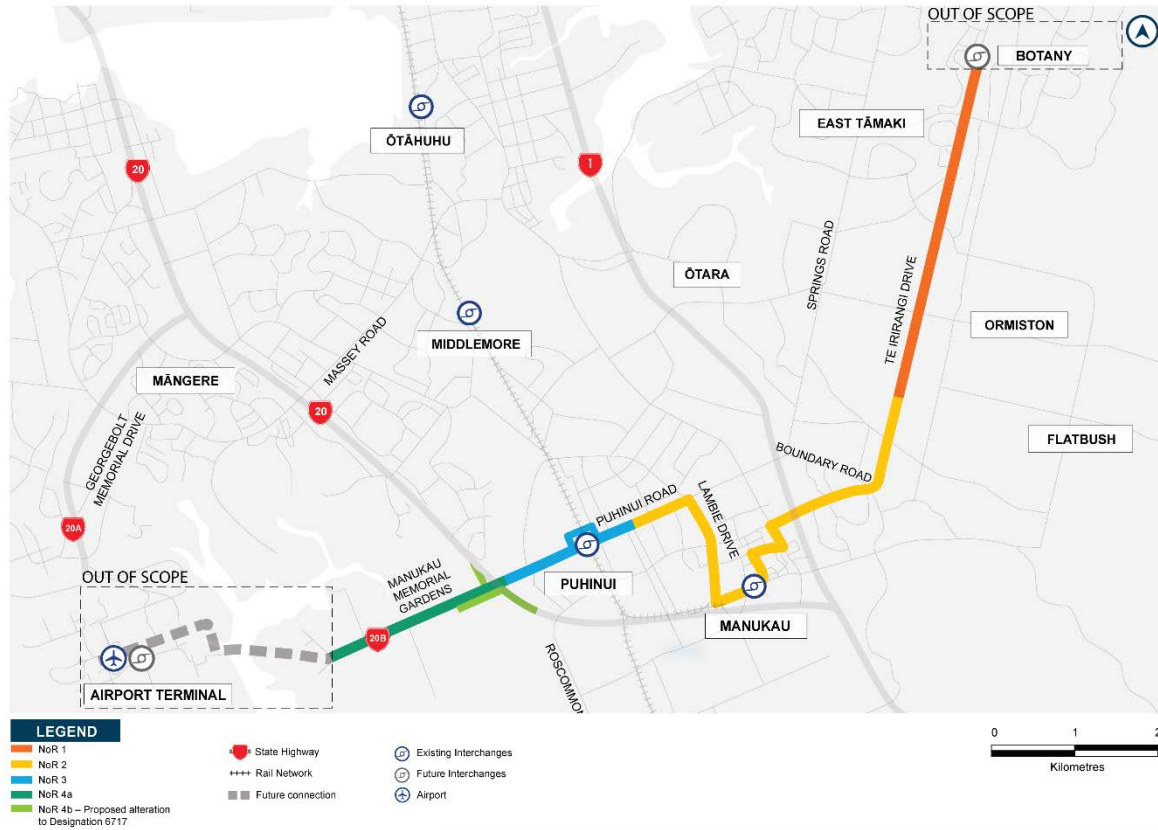 OUT OF SCOPE
BOTANY
EAST TĀMAKI
ŌTĀHUHU
20
1
SPRINGS ROAD
ŌTARA
TE IRIRANGI DRIVE
ORMISTON
MIDDLEMORE
MASSEY ROAD
MĀNGERE
20
FLATBUSH
GEORGEBOLT
MEMORIAL DRIVE
BOUNDARY ROAD
LAMBIE DRIVE
PUHINUI ROAD
20A
PUHINUI
MANUKAU
MEMORIAL
GARDENS
OUT OF SCOPE
MANUKAU
20B
ROSCOMMON
AIRPORT TERMINAL
LEGEND
NoR 1
NoR 2
NoR 3
NoR 4a
NoR 4b – Proposed alteration
to Designation 6717
State Highway
Rail Network
Future connection
Existing Interchanges
Future Interchanges
Airport
0 1 2
Kilometres